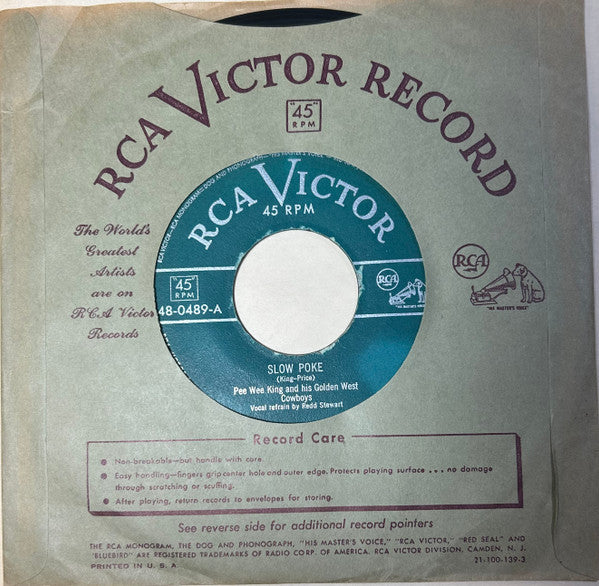 RCA VICTOR RECORD
"45"
RPM
The World's
Greatest
Artists
are on
RCA Victor
Records
RCA
"HIS MASTER'S VOICE"
RCA VICTOR
45 RPM
"45"
RPM
48-0489-A
RCA
SLOW POKE
(King-Price)
Pee Wee King and his Golden West
Cowboys
Vocal refrain by Redd Stewart
Record Care
Non-breakable—but handle with care.
Easy handling—fingers grip center hole and outer edge. Protects playing surface . . . no damage
through scratching or scuffing.
After playing, return records to envelopes for storing.
See reverse side for additional record pointers
THE RCA MONOGRAM, THE DOG AND PHONOGRAPH, "HIS MASTER'S VOICE," "RCA VICTOR," "RED SEAL" AND
"BLUEBIRD" ARE REGISTERED TRADEMARKS OF RADIO CORP. OF AMERICA. RCA VICTOR DIVISION, CAMDEN, N. J.
PRINTED IN U. S. A.
21-100-139-3